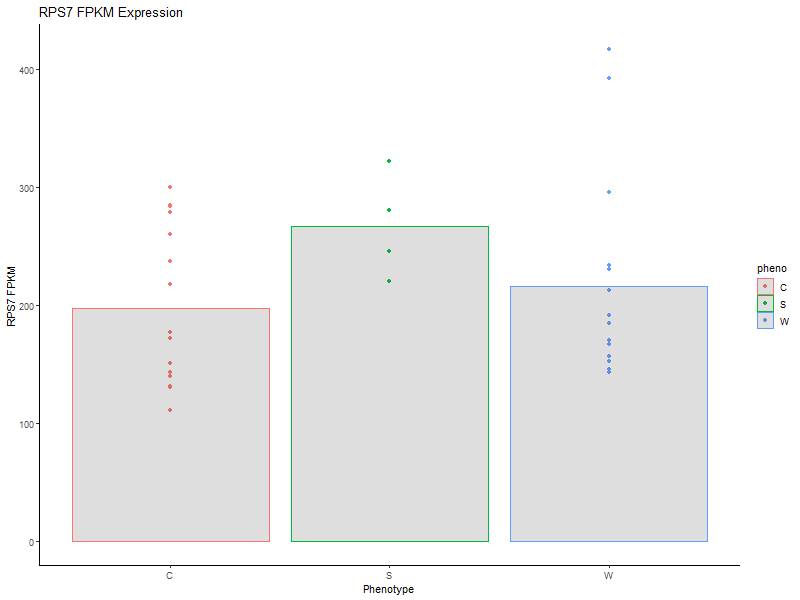 RPS7 FPKM Expression
RPS7 FPKM
400
300
200
100
0
C
S
W
Phenotype
pheno
C
S
W